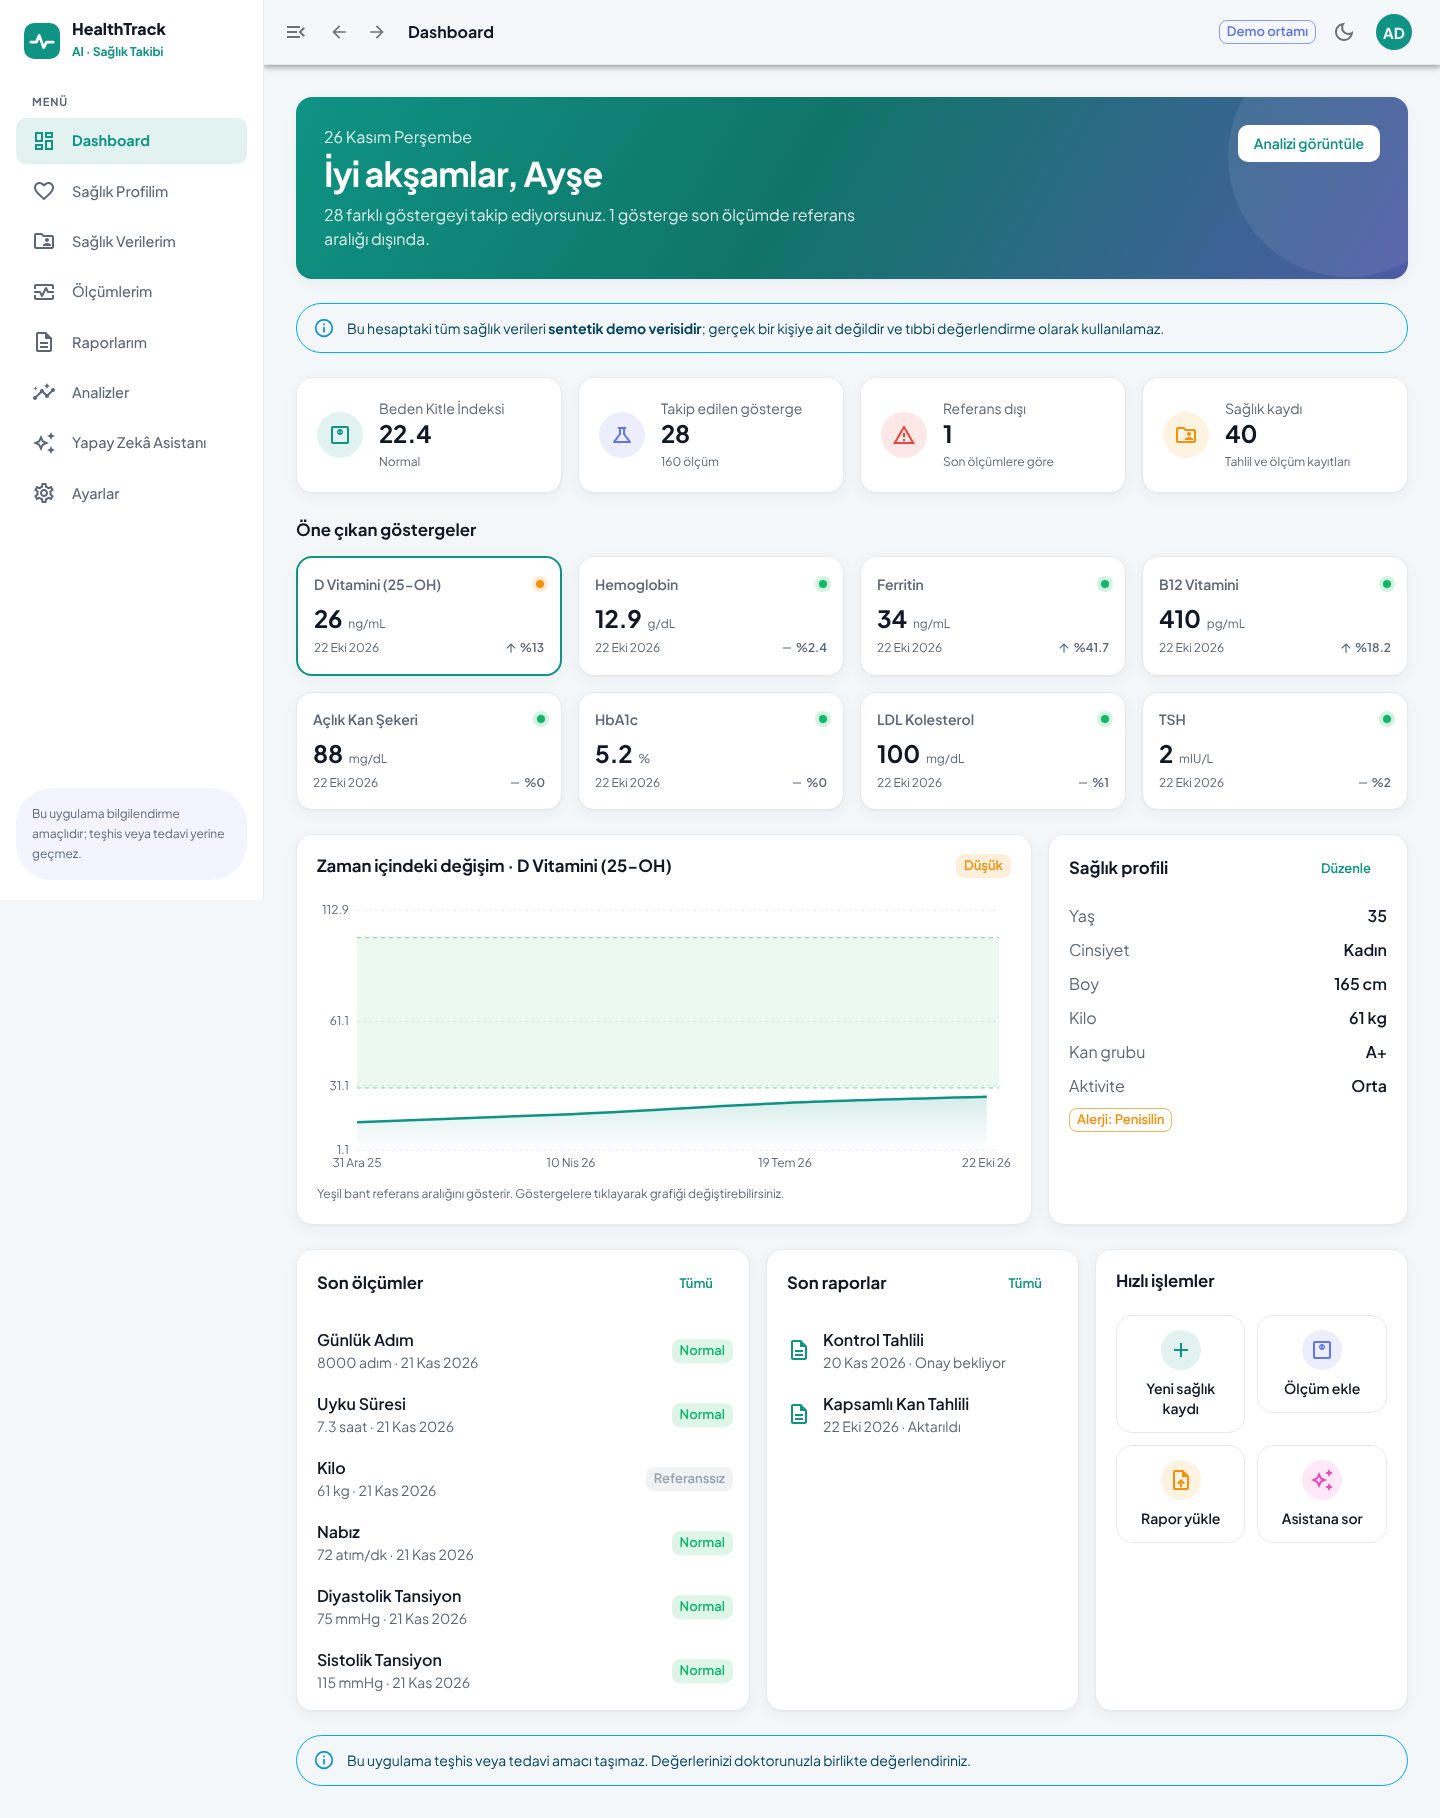 HealthTrack
AI · Sağlık Takibi
MENÜ
Dashboard
Sağlık Profilim
Sağlık Verilerim
Ölçümlerim
Raporlarım
Analizler
Yapay Zekâ Asistanı
Ayarlar
Bu uygulama bilgilendirme
amaçlıdır; teşhis veya tedavi yerine
geçmez.
Dashboard
Demo ortamı
AD
26 Kasım Perşembe
İyi akşamlar, Ayşe
28 farklı göstergeyi takip ediyorsunuz. 1 gösterge son ölçümde referans
aralığı dışında.
Analizi görüntüle
Bu hesaptaki tüm sağlık verileri sentetik demo verisidir; gerçek bir kişiye ait değildir ve tıbbi değerlendirme olarak kullanılamaz.
Beden Kitle İndeksi
22.4
Normal
Takip edilen gösterge
28
160 ölçüm
Referans dışı
1
Son ölçümlere göre
Sağlık kaydı
40
Tahlil ve ölçüm kayıtları
Öne çıkan göstergeler
D Vitamini (25-OH)
26 ng/mL
22 Eki 2026 ↑ %13
Hemoglobin
12.9 g/dL
22 Eki 2026 — %2.4
Ferritin
34 ng/mL
22 Eki 2026 ↑ %41.7
B12 Vitamini
410 pg/mL
22 Eki 2026 ↑ %18.2
Açlık Kan Şekeri
88 mg/dL
22 Eki 2026 — %0
HbA1c
5.2 %
22 Eki 2026 — %0
LDL Kolesterol
100 mg/dL
22 Eki 2026 — %1
TSH
2 mIU/L
22 Eki 2026 — %2
Zaman içindeki değişim · D Vitamini (25-OH)
Düşük
112.9
61.1
31.1
1.1
31 Ara 25 10 Nis 26 19 Tem 26 22 Eki 26
Yeşil bant referans aralığını gösterir. Göstergelere tıklayarak grafiği değiştirebilirsiniz.
Sağlık profili
Düzenle
Yaş 35
Cinsiyet Kadın
Boy 165 cm
Kilo 61 kg
Kan grubu A+
Aktivite Orta
Alerji: Penisilin
Son ölçümler
Tümü
Günlük Adım
8000 adım · 21 Kas 2026
Normal
Uyku Süresi
7.3 saat · 21 Kas 2026
Normal
Kilo
61 kg · 21 Kas 2026
Referanssız
Nabız
72 atım/dk · 21 Kas 2026
Normal
Diyastolik Tansiyon
75 mmHg · 21 Kas 2026
Normal
Sistolik Tansiyon
115 mmHg · 21 Kas 2026
Normal
Son raporlar
Tümü
Kontrol Tahlili
20 Kas 2026 · Onay bekliyor
Kapsamlı Kan Tahlili
22 Eki 2026 · Aktarıldı
Hızlı işlemler
Yeni sağlık
kaydı
Ölçüm ekle
Rapor yükle
Asistana sor
Bu uygulama teşhis veya tedavi amacı taşımaz. Değerlerinizi doktorunuzla birlikte değerlendiriniz.